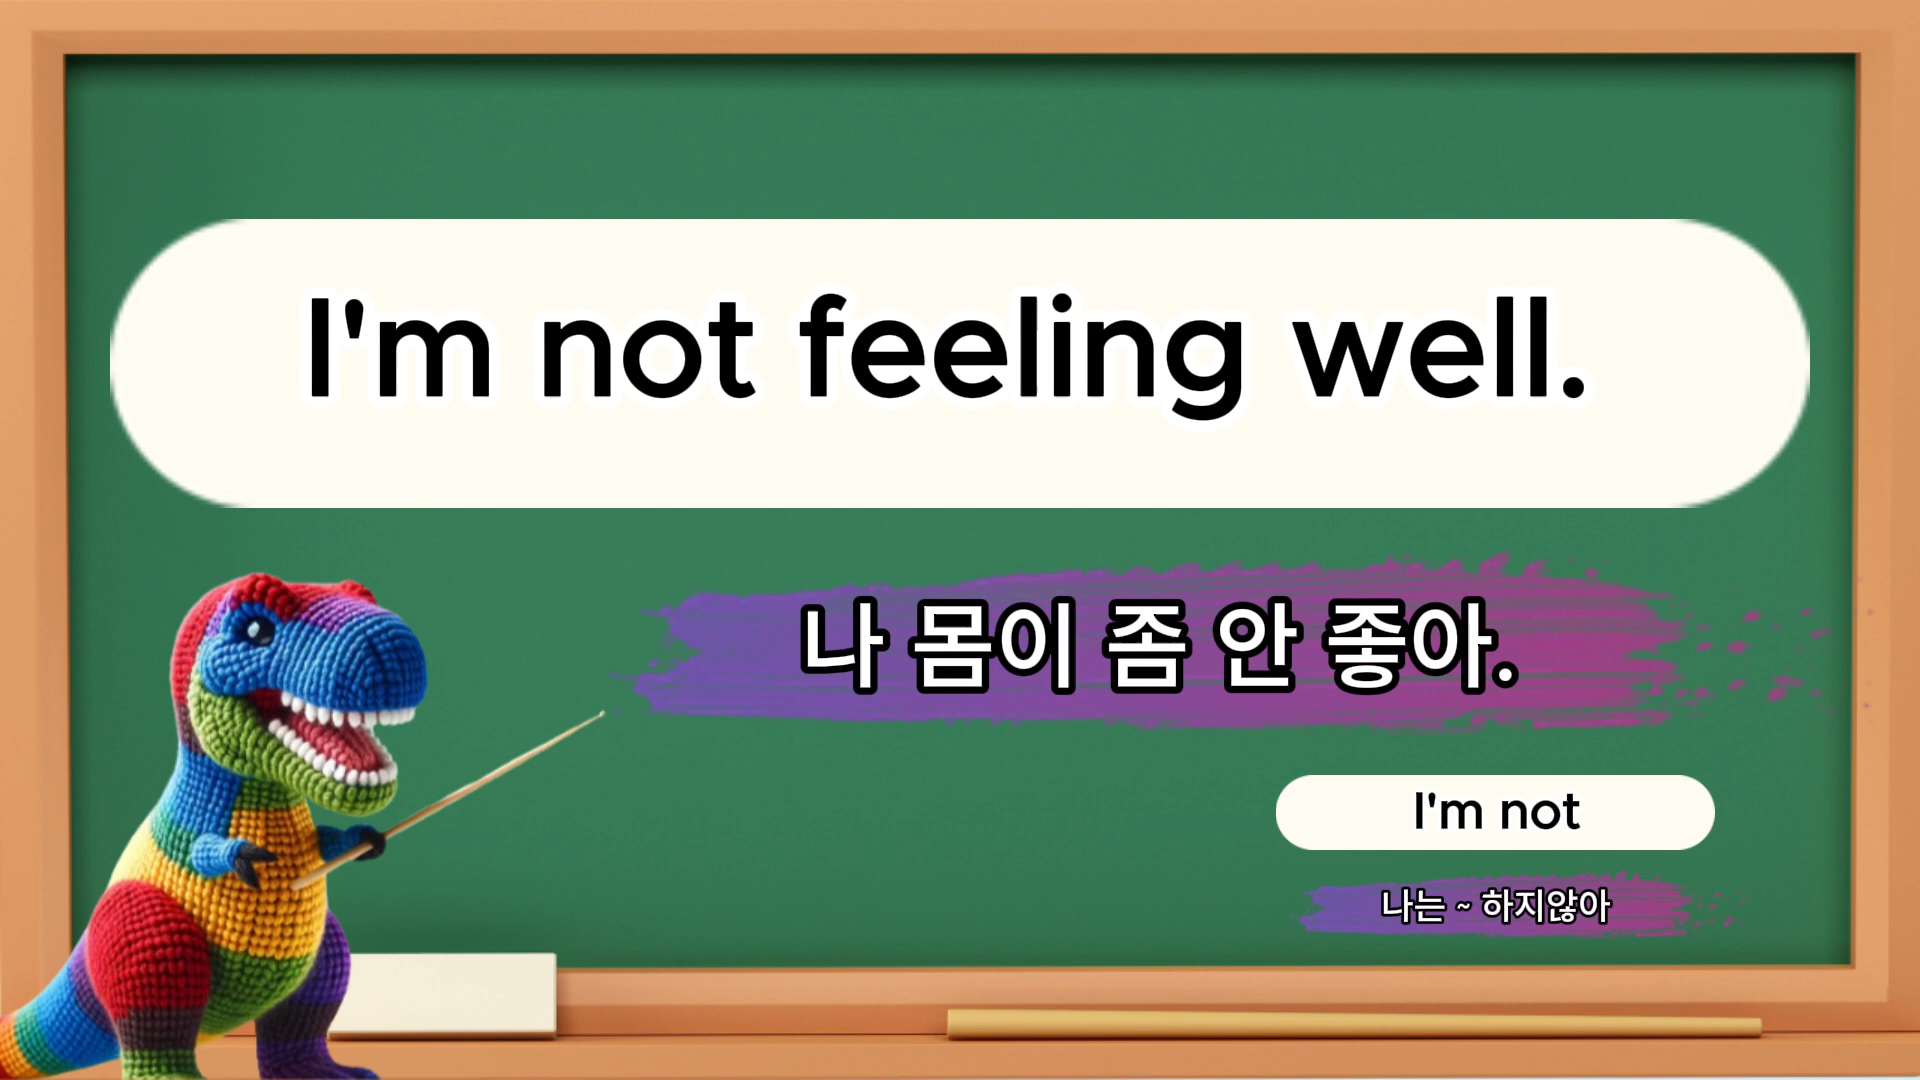 I'm not feeling well.
나 몸이 좀 안 좋아.
I'm not
나는 ~ 하지않아